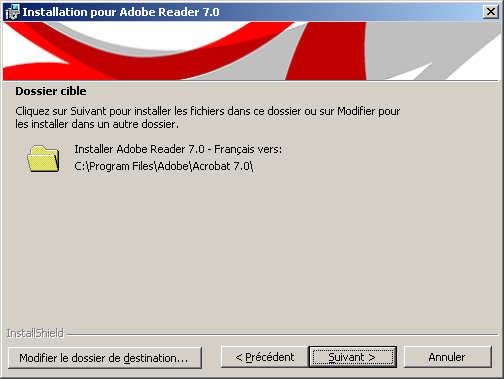 Installation pour Adobe Reader 7.0
Dossier cible
Cliquez sur Suivant pour installer les fichiers dans ce dossier ou sur Modifier pour
les installer dans un autre dossier.
Installer Adobe Reader 7.0 - Français vers:
C:\Program Files\Adobe\Acrobat 7.0\
InstallShield
Modifier le dossier de destination...
< Précédent
Suivant >
Annuler